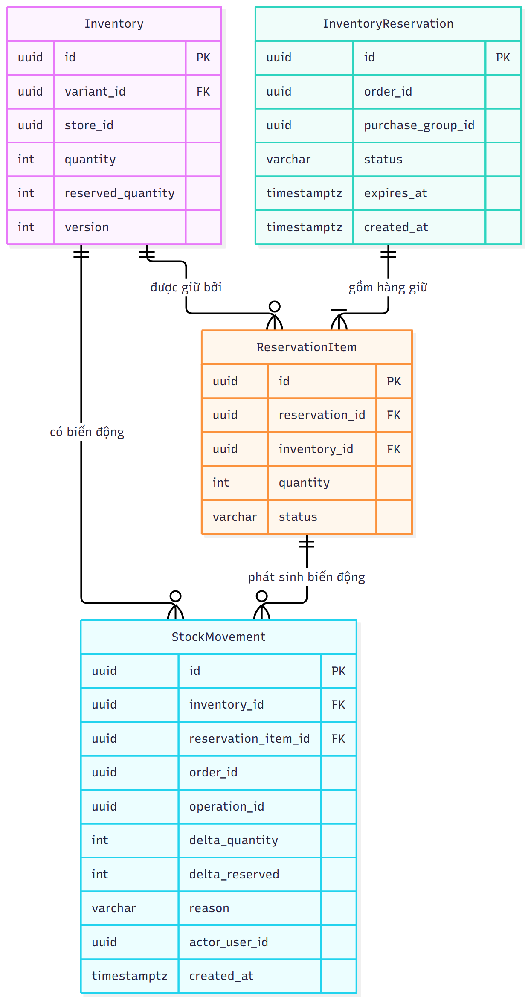 Inventory
uuid id PK
uuid variant_id FK
uuid store_id
int quantity
int reserved_quantity
int version
InventoryReservation
uuid id PK
uuid order_id
uuid purchase_group_id
varchar status
timestamptz expires_at
timestamptz created_at
được giữ bởi
gồm hàng giữ
ReservationItem
uuid id PK
uuid reservation_id FK
uuid inventory_id FK
int quantity
varchar status
có biến động
phát sinh biến động
StockMovement
uuid id PK
uuid inventory_id FK
uuid reservation_item_id FK
uuid order_id
uuid operation_id
int delta_quantity
int delta_reserved
varchar reason
uuid actor_user_id
timestamptz created_at